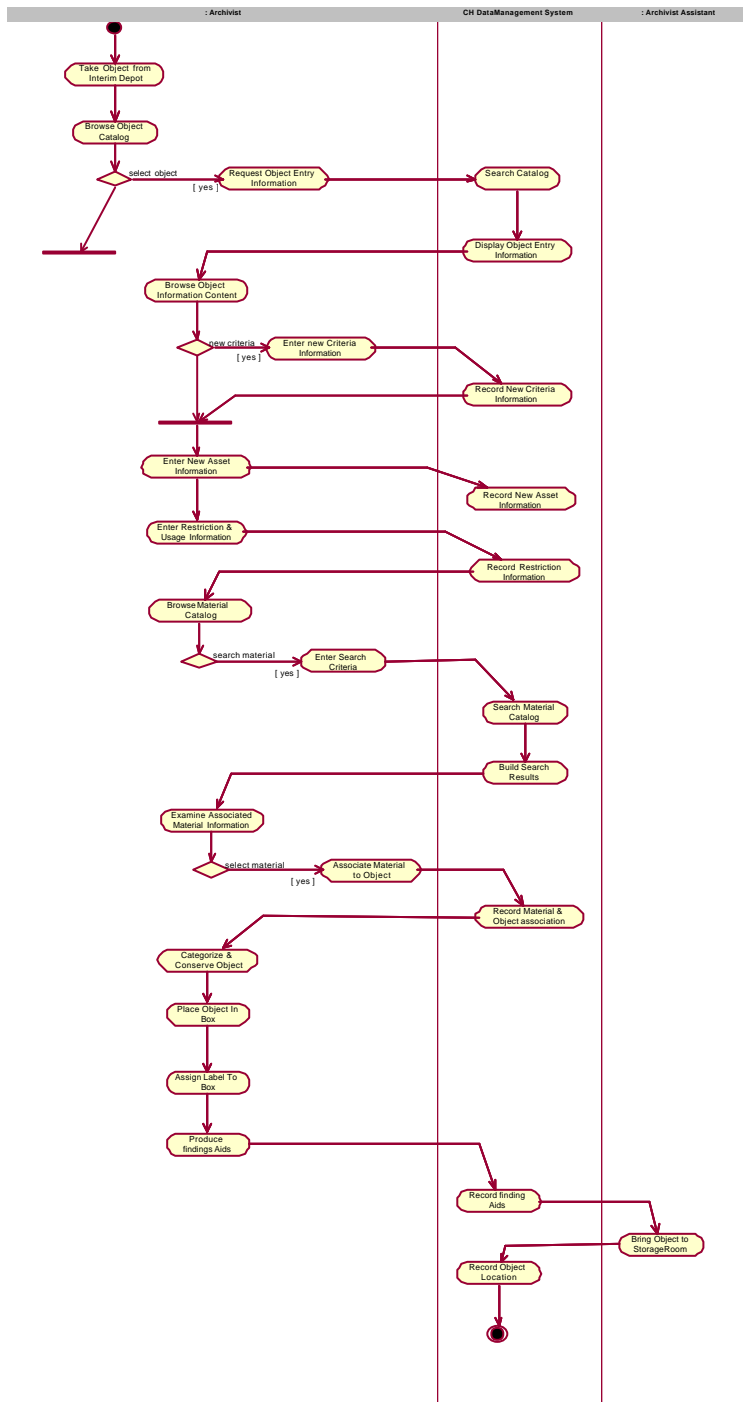 : Archivist
CH DataManagement System
: Archivist Assistant
Take Object from
Interim Depot
Browse Object
Catalog
select object
[ yes ]
Request Object Entry
Information
Search Catalog
Display Object Entry
Information
Browse Object
Information Content
new criteria
[ yes ]
Enter new Criteria
Information
Record New Criteria
Information
Enter New Asset
Information
Record New Asset
Information
Enter Restriction &
Usage Information
Record Restriction
Information
Browse Material
Catalog
search material
[ yes ]
Enter Search
Criteria
Search Material
Catalog
Build Search
Results
Examine Associated
Material Information
select material
[ yes ]
Associate Material
to Object
Record Material &
Object association
Categorize &
Conserve Object
Place Object In
Box
Assign Label To
Box
Produce
findings Aids
Record finding
Aids
Bring Object to
StorageRoom
Record Object
Location